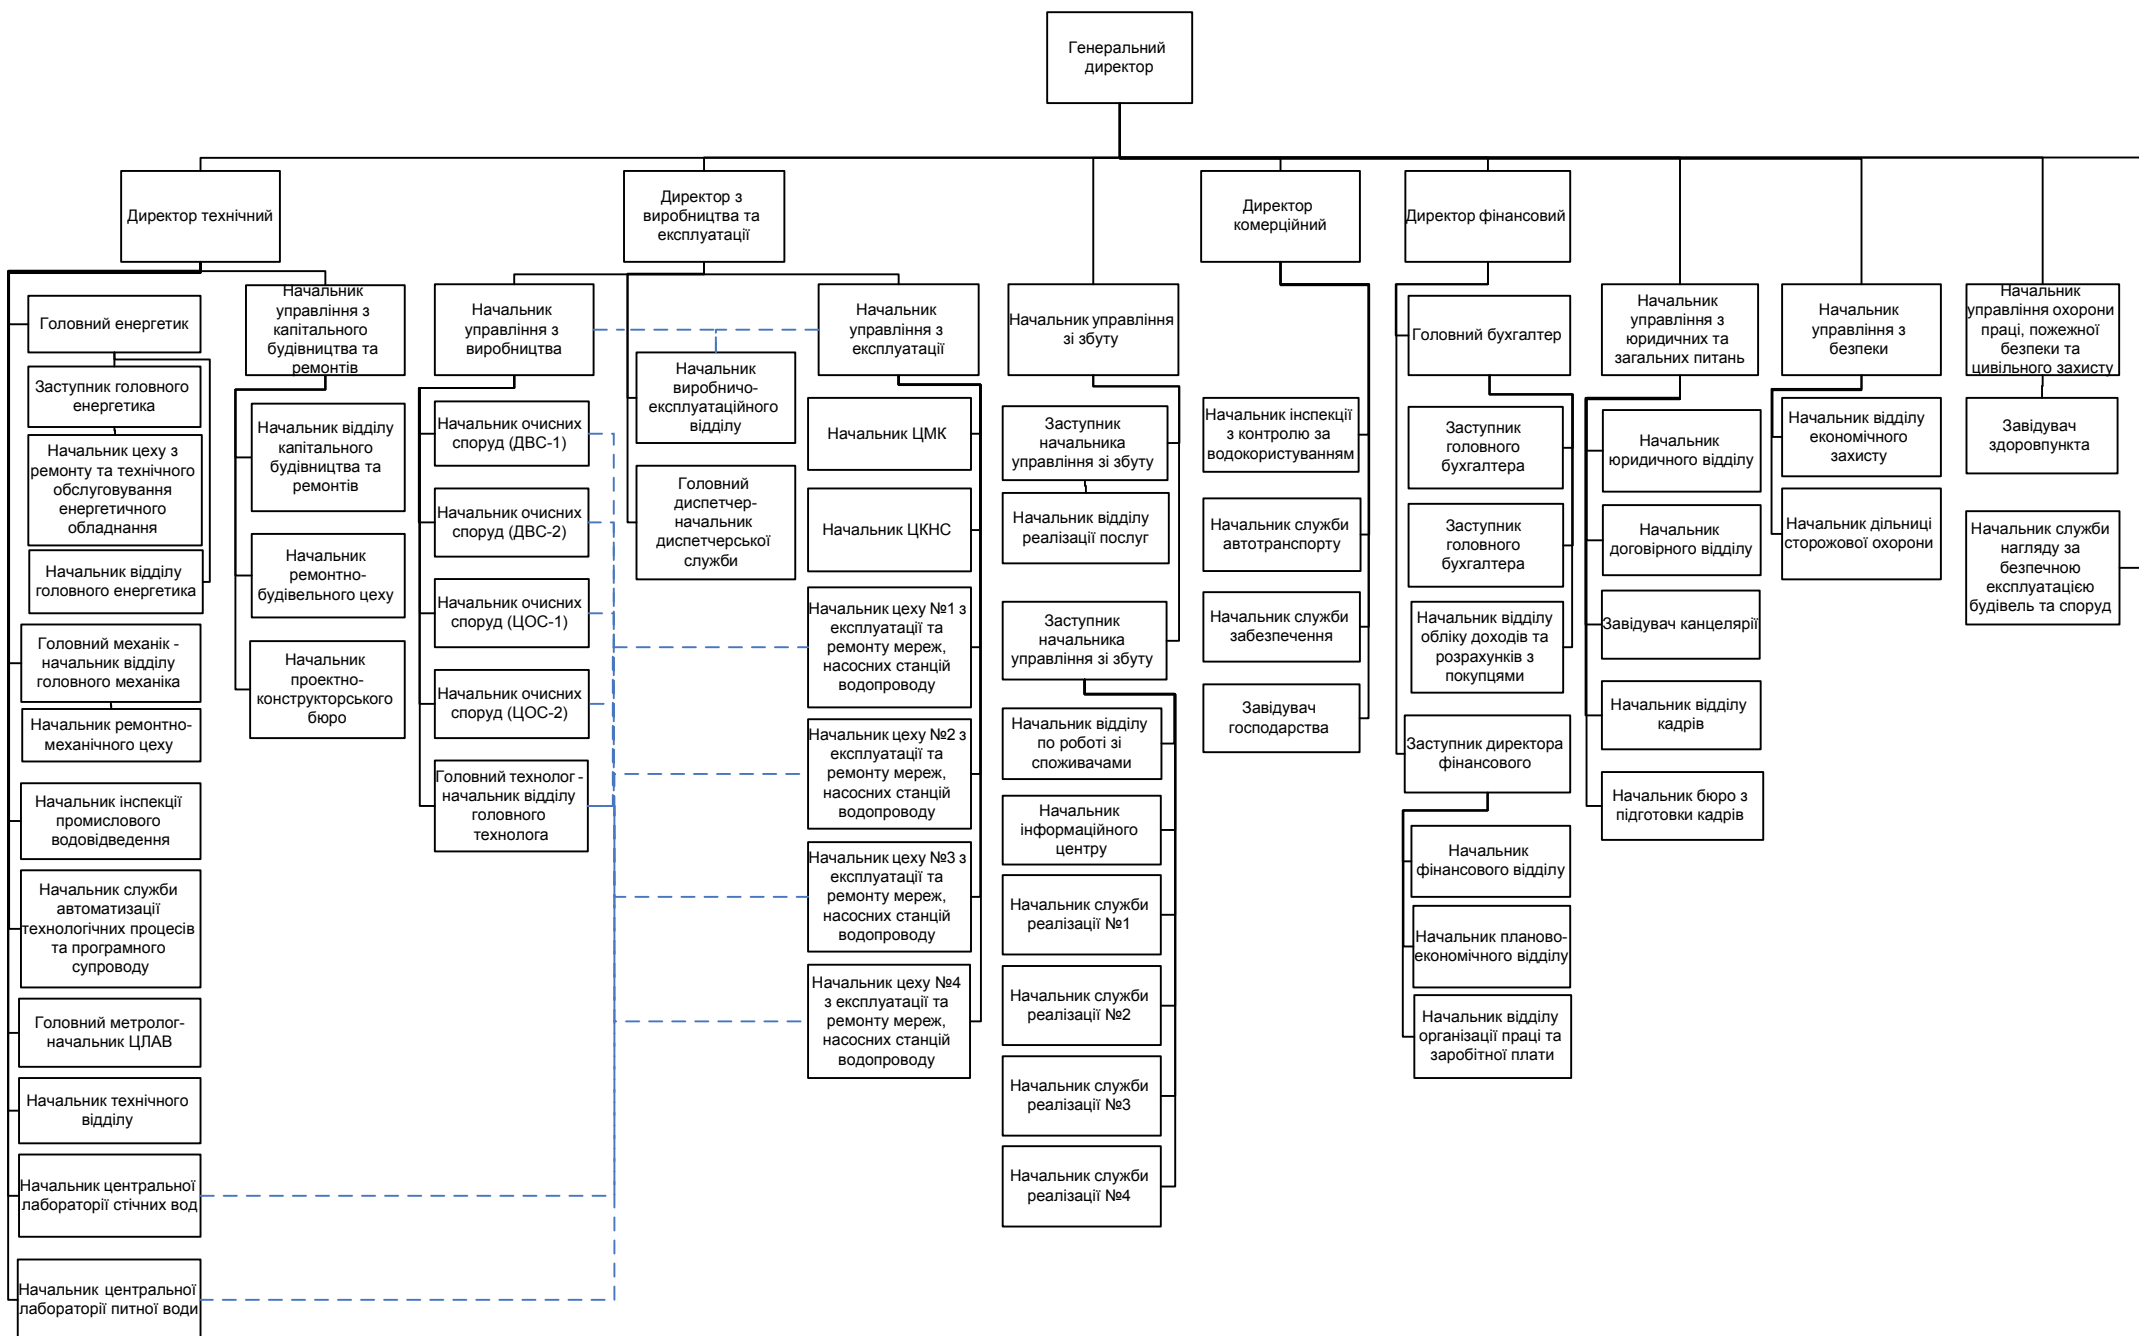 Генеральний
директор
Директор технічний
Директор з
виробництва та
експлуатації
Директор
комерційний
Директор фінансовий
Головний енергетик
Заступник головного
енергетика
Начальник цеху з
ремонту та технічного
обслуговування
енергетичного
обладнання
Начальник відділу
головного енергетика
Головний механік -
начальник відділу
головного механіка
Начальник ремонтно-
механічного цеху
Начальник інспекції
промислового
водовідведення
Начальник служби
автоматизації
технологічних процесів
та програмного
супроводу
Головний метролог-
начальник ЦЛАВ
Начальник технічного
відділу
Начальник центральної
лабораторії стічних вод
Начальник центральної
лабораторії питної води
Начальник
управління з
капітального
будівництва та
ремонтів
Начальник відділу
капітального
будівництва та
ремонтів
Начальник
ремонтно-
будівельного цеху
Начальник
проектно-
конструкторського
бюро
Начальник
управління з
виробництва
Начальник очисних
споруд (ДВС-1)
Начальник очисних
споруд (ДВС-2)
Начальник очисних
споруд (ЦОС-1)
Начальник очисних
споруд (ЦОС-2)
Головний технолог -
начальник відділу
головного
технолога
Начальник
виробничо-
експлуатаційного
відділу
Головний
диспетчер-
начальник
диспетчерської
служби
Начальник
управління з
експлуатації
Начальник ЦМК
Начальник ЦКНС
Начальник цеху №1 з
експлуатації та
ремонту мереж,
насосних станцій
водопроводу
Начальник цеху №2 з
експлуатації та
ремонту мереж,
насосних станцій
водопроводу
Начальник цеху №3 з
експлуатації та
ремонту мереж,
насосних станцій
водопроводу
Начальник цеху №4
з експлуатації та
ремонту мереж,
насосних станцій
водопроводу
Начальник управління
зі збуту
Заступник
начальника
управління зі збуту
Начальник відділу
реалізації послуг
Заступник
начальника
управління зі збуту
Начальник відділу
по роботі зі
споживачами
Начальник
інформаційного
центру
Начальник служби
реалізації №1
Начальник служби
реалізації №2
Начальник служби
реалізації №3
Начальник служби
реалізації №4
Начальник інспекції
з контролю за
водокористуванням
Начальник служби
автотранспорту
Начальник служби
забезпечення
Завідувач
господарства
Головний бухгалтер
Заступник
головного
бухгалтера
Заступник
головного
бухгалтера
Начальник відділу
обліку доходів та
розрахунків з
покупцями
Заступник директора
фінансового
Начальник
фінансового відділу
Начальник планово-
економічного відділу
Начальник відділу
організації праці та
заробітної плати
Начальник
управління з
юридичних та
загальних питань
Начальник
юридичного відділу
Начальник
договірного відділу
Завідувач канцелярії
Начальник відділу
кадрів
Начальник бюро з
підготовки кадрів
Начальник
управління з
безпеки
Начальник відділу
економічного
захисту
Начальник дільниці
сторожової охорони
Начальник
управління охорони
праці, пожежної
безпеки та
цивільного захисту
Завідувач
здоровпункта
Начальник служби
нагляду за
безпечною
експлуатацією
будівель та споруд